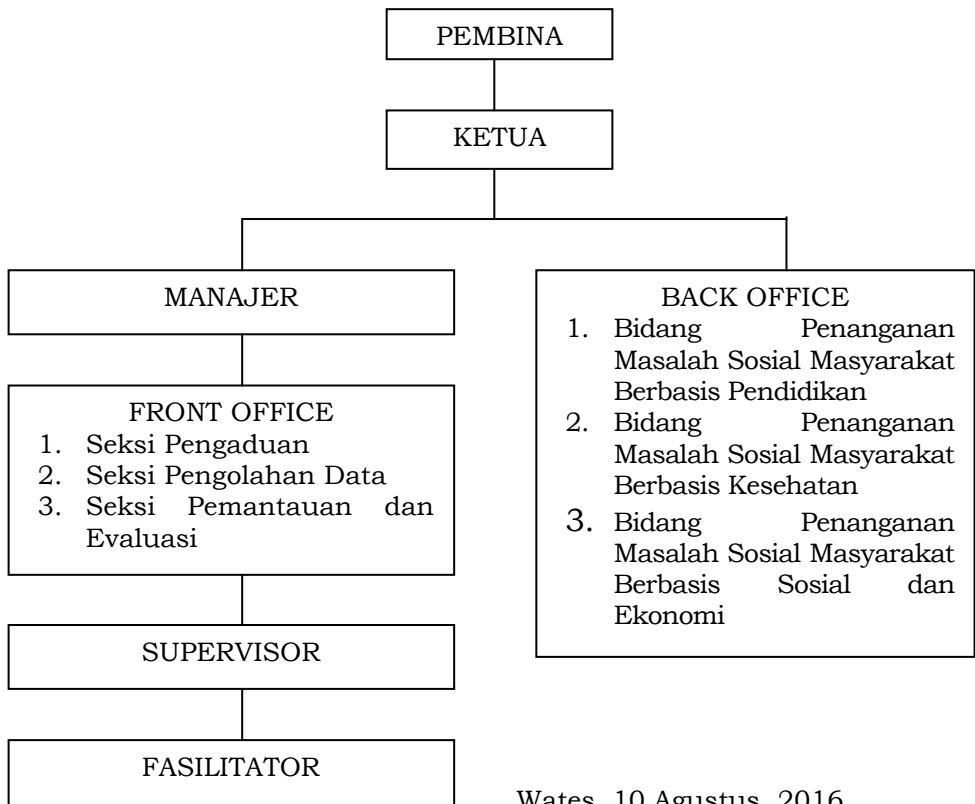 PEMBINA
KETUA
MANAJER
FRONT OFFICE
1. Seksi Pengaduan
2. Seksi Pengolahan Data
3. Seksi Pemantauan dan
Evaluasi
SUPERVISOR
FASILITATOR
BACK OFFICE
1. Bidang Penanganan
Masalah Sosial Masyarakat
Berbasis Pendidikan
2. Bidang Penanganan
Masalah Sosial Masyarakat
Berbasis Kesehatan
3. Bidang Penanganan
Masalah Sosial Masyarakat
Berbasis Sosial dan
Ekonomi
Wates, 10 Agustus 2016